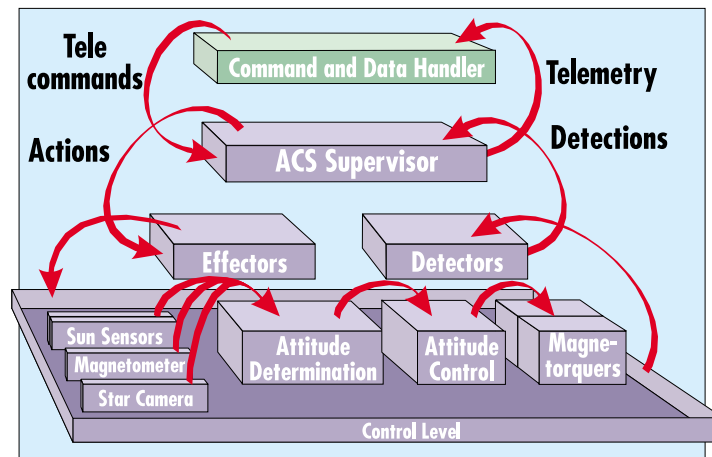 Tele
commands
Command and Data Handler
Telemetry
Actions
ACS Supervisor
Detections
Effectors
Detectors
Sun Sensors
Magnetometer
Star Camera
Attitude
Determination
Attitude
Control
Magne-
torquers
Control Level